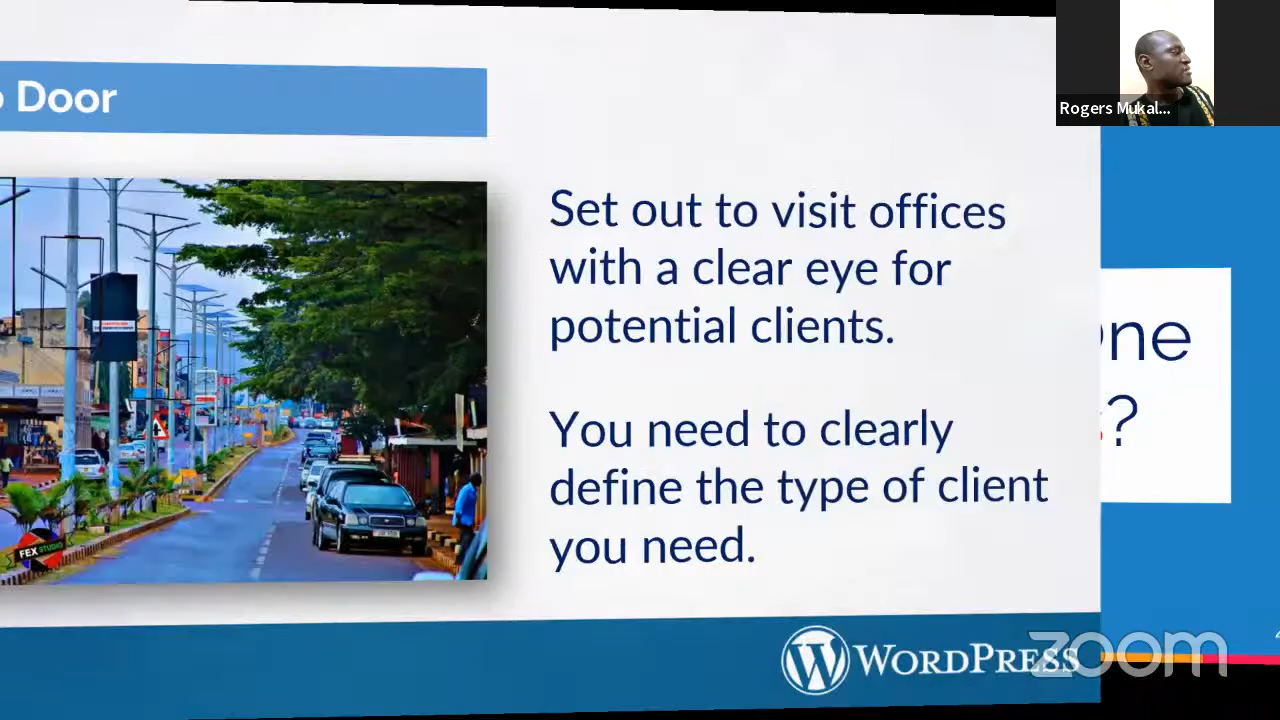 Door
Rogers Mukal...
Set out to visit offices
with a clear eye for
potential clients.
You need to clearly
define the type of client
you need.
ne
?
FEX STUDIO
WORDPRESS
zoom